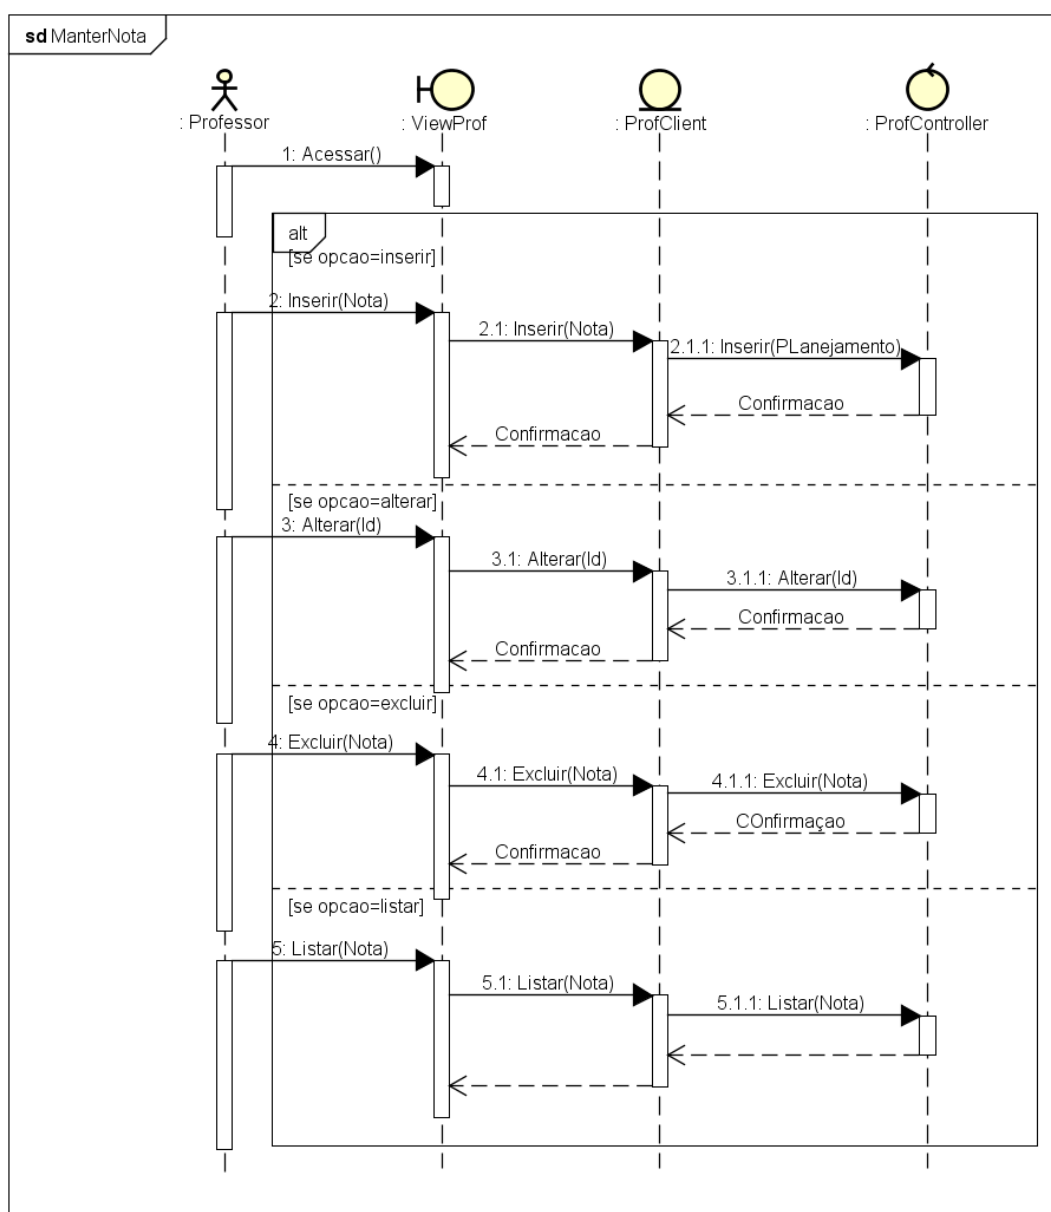 sd ManterNota
: Professor
: ViewProf
: ProfClient
: ProfController
1: Acessar()
alt
[se opcao=inserir]
2: Inserir(Nota)
2.1: Inserir(Nota)
2.1.1: Inserir(PLanejamento)
Confirmacao
Confirmacao
[se opcao=alterar]
3: Alterar(Id)
3.1: Alterar(Id)
3.1.1: Alterar(Id)
Confirmacao
Confirmacao
[se opcao=excluir]
4: Excluir(Nota)
4.1: Excluir(Nota)
4.1.1: Excluir(Nota)
COnfirmaçao
Confirmacao
[se opcao=listar]
5: Listar(Nota)
5.1: Listar(Nota)
5.1.1: Listar(Nota)